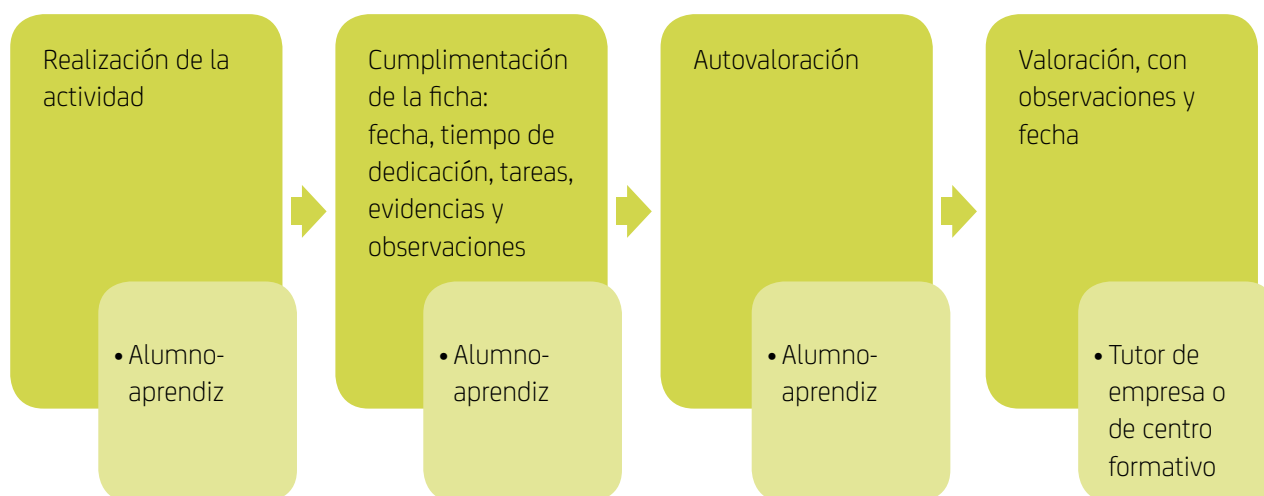 Realización de la
actividad
• Alumno-
aprendiz
Cumplimentación
de la ficha:
fecha, tiempo de
dedicación, tareas,
evidencias y
observaciones
• Alumno-
aprendiz
Autovaloración
• Alumno-
aprendiz
Valoración, con
observaciones y
fecha
• Tutor de
empresa o
de centro
formativo